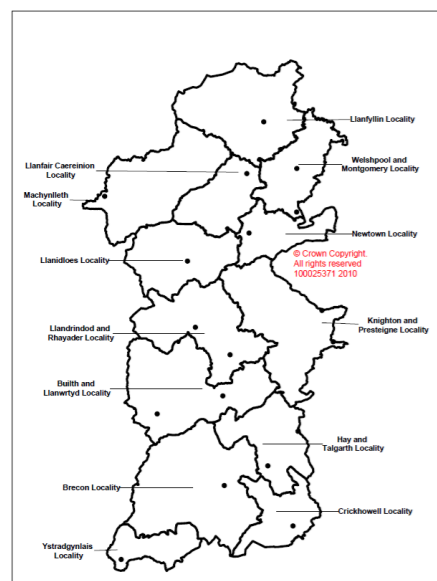 Llanfyllin Locality
Welshpool and
Montgomery Locality
Llanfair Caereinion
Locality
Machynlleth
Locality
Newtown Locality
© Crown Copyright.
All rights reserved
100025371 2010
Llanidloes Locality
Knighton and
Presteigne Locality
Llandrindod and
Rhayader Locality
Builth and
Llanwrtyd Locality
Hay and
Talgarth Locality
Brecon Locality
Crickhowell Locality
Ystradgynlais
Locality